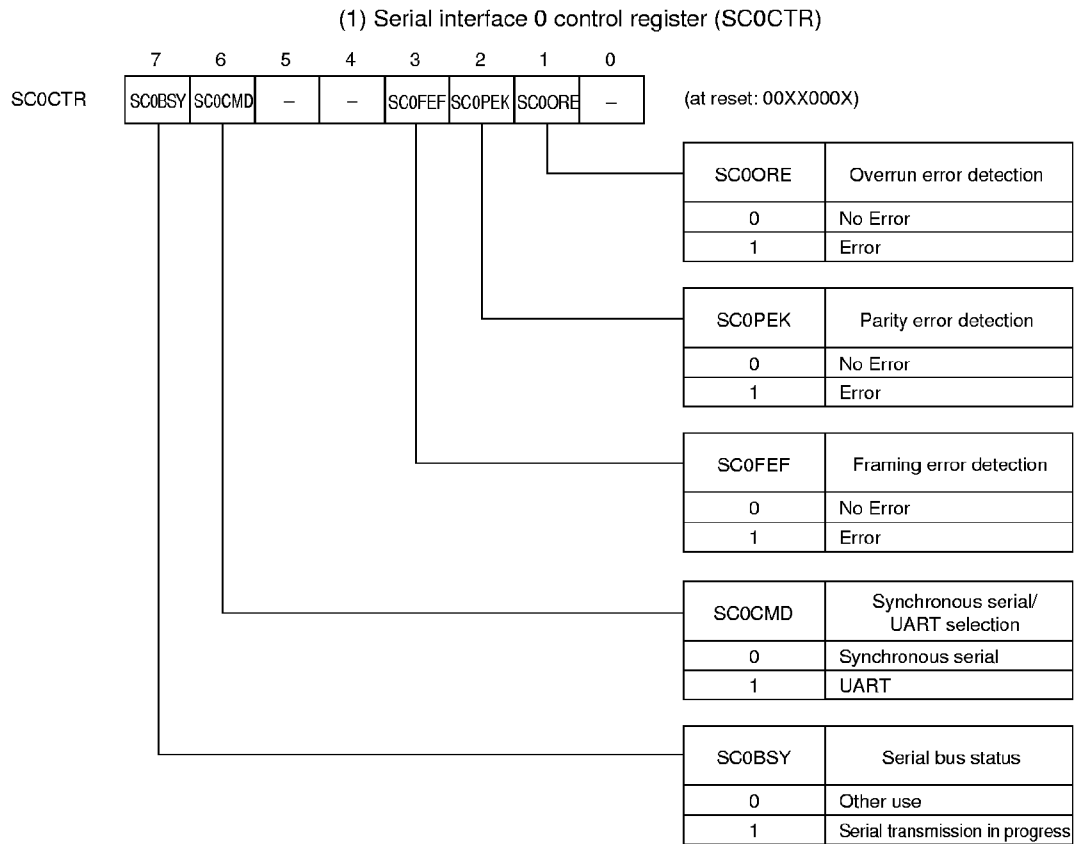 (1) Serial interface 0 control register (SC0CTR)
7 6 5 4 3 2 1 0
SC0CTR SC0BSY SC0CMD – – SC0FEF SC0PEK SC0ORE – (at reset: 00XX000X)
SC0ORE Overrun error detection
0 No Error
1 Error
SC0PEK Parity error detection
0 No Error
1 Error
SC0FEF Framing error detection
0 No Error
1 Error
SC0CMD Synchronous serial/
UART selection
0 Synchronous serial
1 UART
SC0BSY Serial bus status
0 Other use
1 Serial transmission in progress